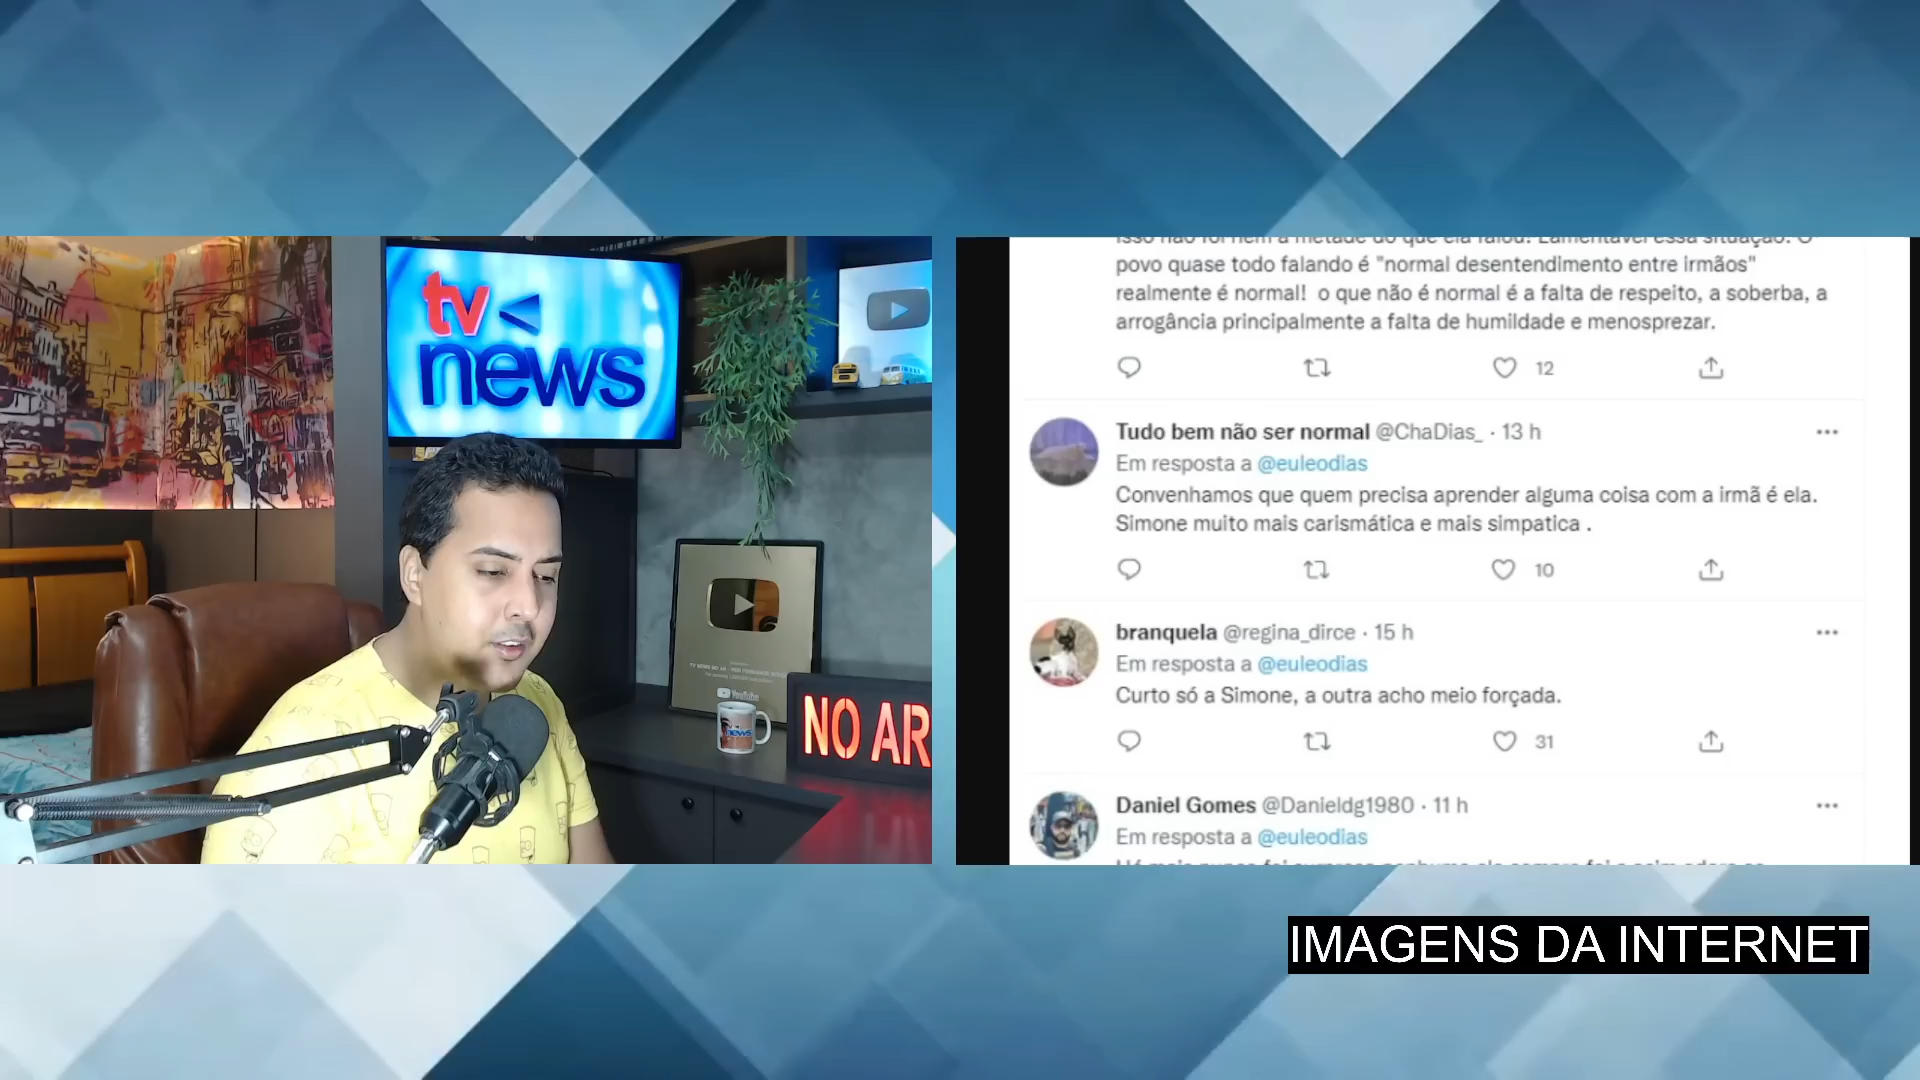 tv
news
YouTube
news
NO AR
povo quase todo falando é "normal desentendimento entre irmãos"
realmente é normal!  o que não é normal é a falta de respeito, a soberba, a
arrogância principalmente a falta de humildade e menosprezar.
12
Tudo bem não ser normal @ChaDias_ · 13 h
Em resposta a @euleodias
Convenhamos que quem precisa aprender alguma coisa com a irmã é ela.
Simone muito mais carismática e mais simpatica .
10
branquela @regina_dirce · 15 h
Em resposta a @euleodias
Curto só a Simone, a outra acho meio forçada.
31
Daniel Gomes @Danieldg1980 · 11 h
Em resposta a @euleodias
IMAGENS DA INTERNET